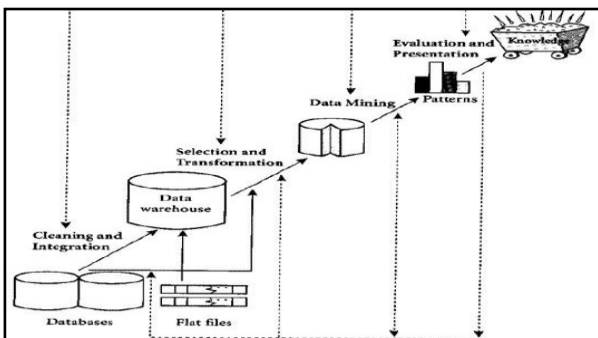 Evaluation and
Presentation
Knowledge
Data Mining
Patterns
Selection and
Transformation
Data
warehouse
Cleaning and
Integration
Databases
Flat files